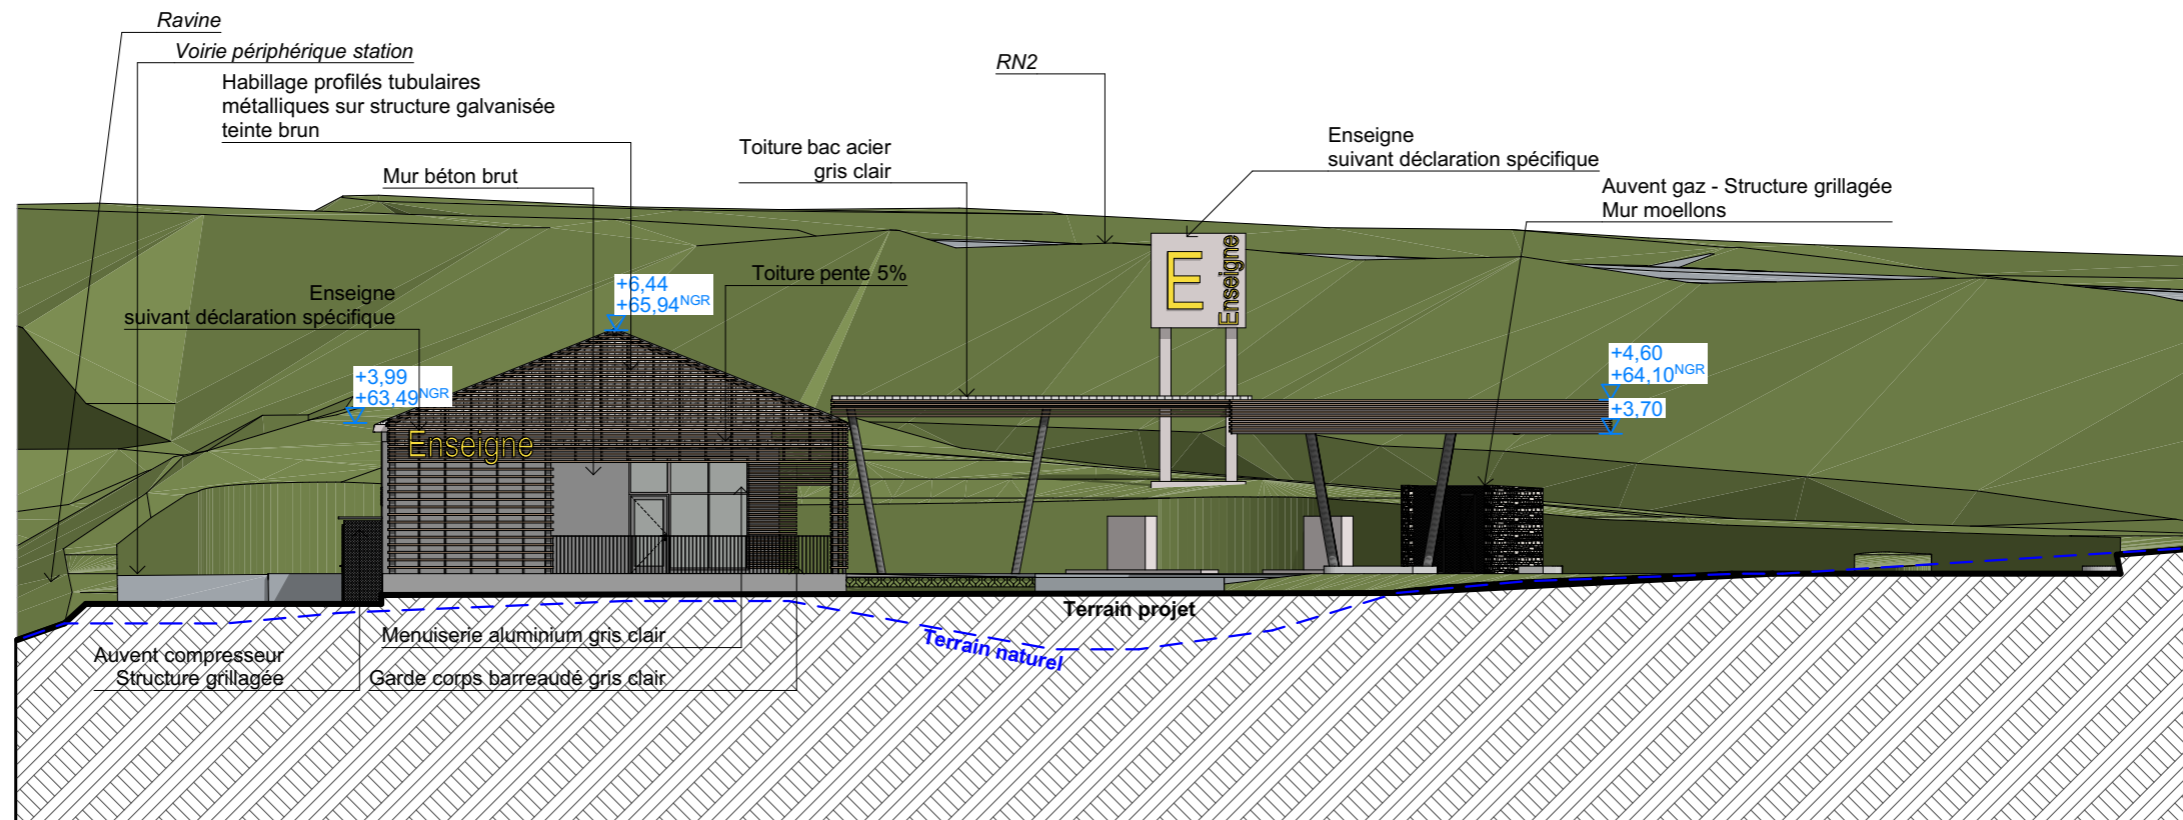 Ravine
Voirie périphérique station
Habillage profilés tubulaires
métalliques sur structure galvanisée
teinte brun
Mur béton brut
Toiture bac acier
gris clair
RN2
Enseigne
suivant déclaration spécifique
Auvent gaz - Structure grillagée
Mur moellons
Enseigne
suivant déclaration spécifique
+6,44
+65,94NGR
Toiture pente 5%
E
Enseigne
+3,99
+63,49NGR
+4,60
+64,10NGR
+3,70
Enseigne
Terrain projet
Terrain naturel
Menuiserie aluminium gris clair
Auvent compresseur
Structure grillagée
Garde corps barreaudé gris clair